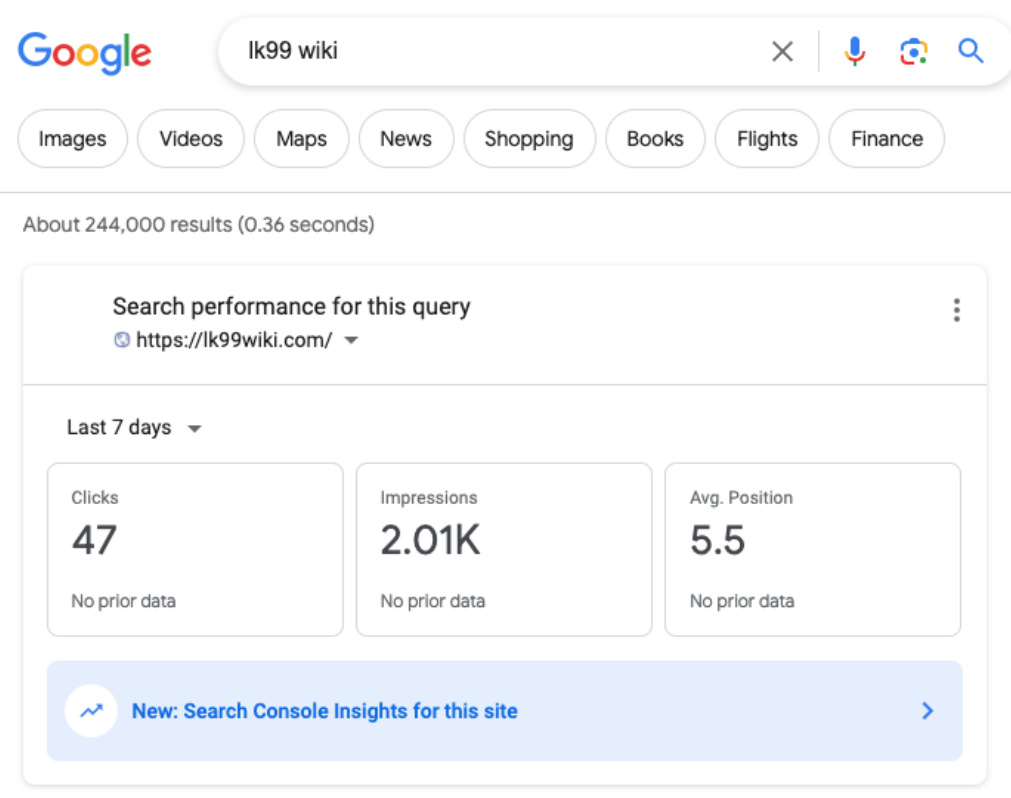 Google lk99 wiki
Images Videos Maps News Shopping Books Flights Finance
About 244,000 results (0.36 seconds)
Search performance for this query
https://lk99wiki.com/
Last 7 days
Clicks Impressions Avg. Position
47 2.01K 5.5
No prior data No prior data No prior data
New: Search Console Insights for this site